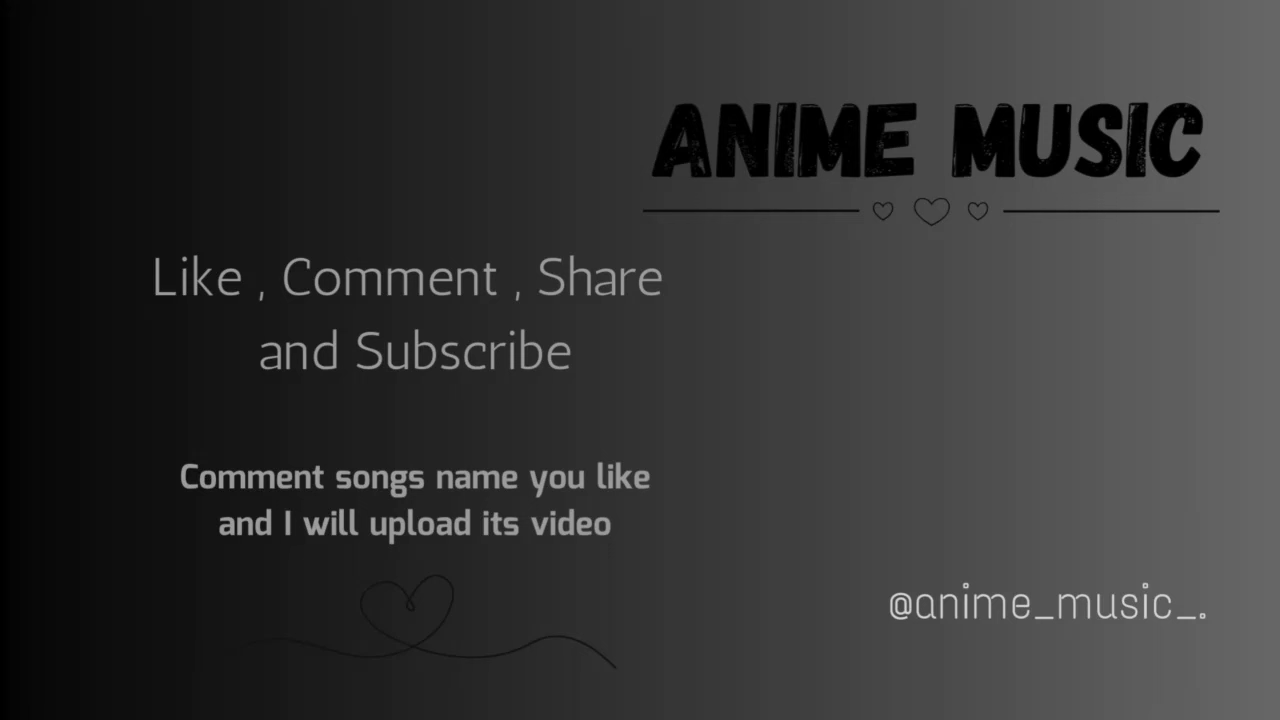 ANIME MUSIC
Like , Comment , Share
and Subscribe
Comment songs name you like
and I will upload its video
@anime_music_.